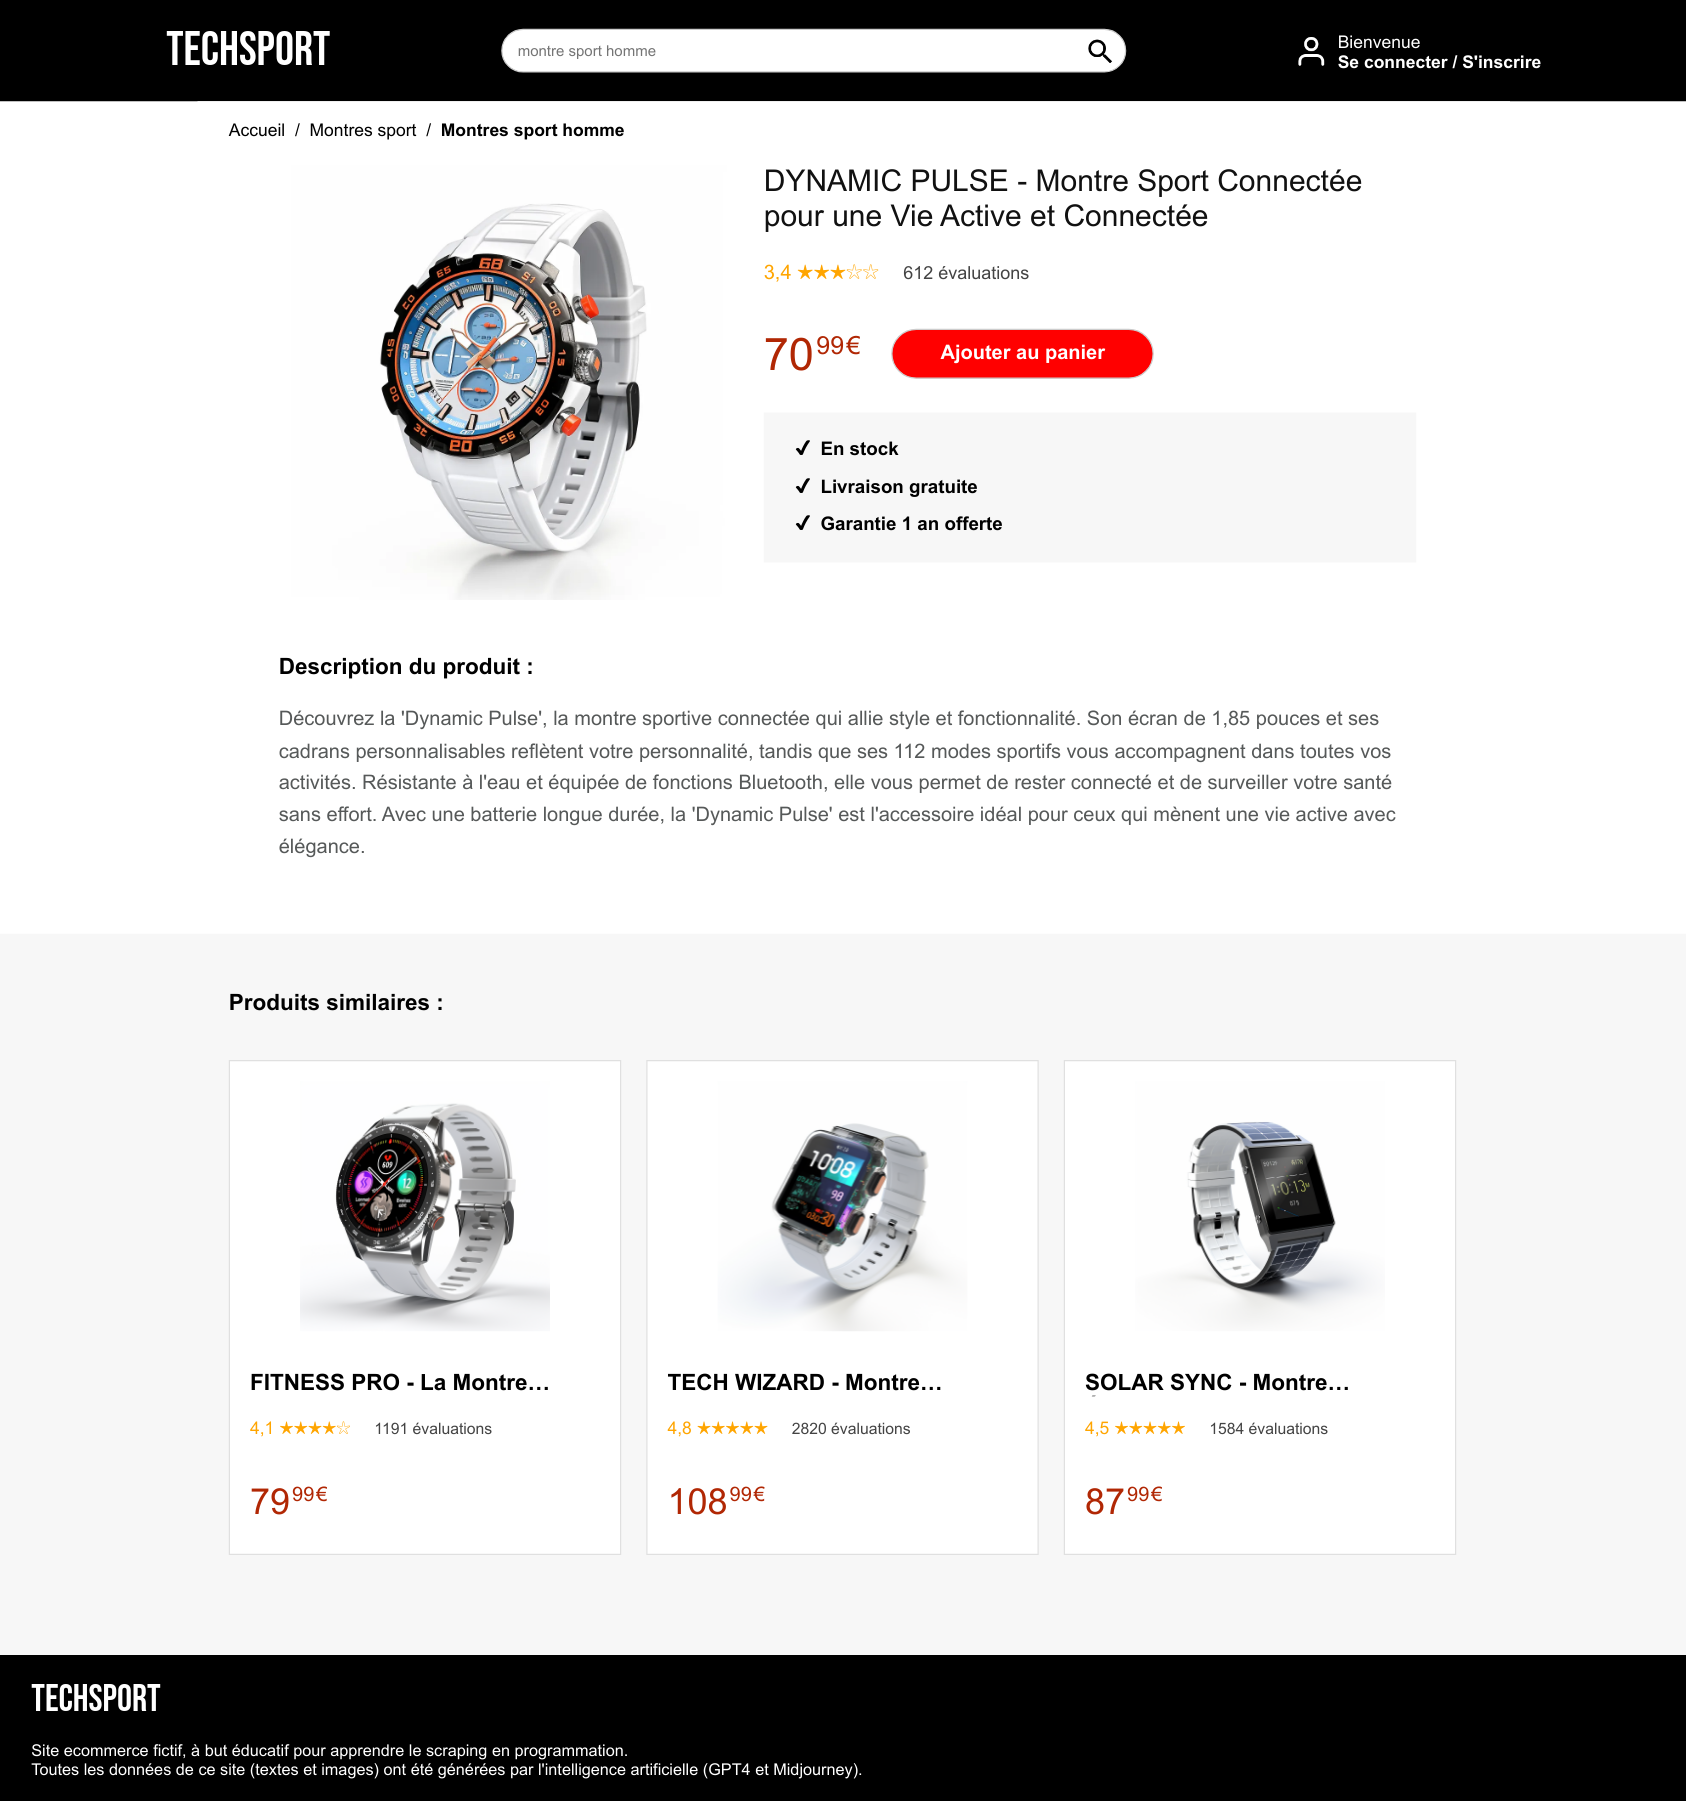 TECHSPORT
montre sport homme
Bienvenue
Se connecter / S'inscrire
Accueil / Montres sport / Montres sport homme
DYNAMIC PULSE - Montre Sport Connectée
pour une Vie Active et Connectée
3,4 ★★★☆☆ 612 évaluations
70 99€
Ajouter au panier
✓ En stock
✓ Livraison gratuite
✓ Garantie 1 an offerte
Description du produit :
Découvrez la 'Dynamic Pulse', la montre sportive connectée qui allie style et fonctionnalité. Son écran de 1,85 pouces et ses
cadrans personnalisables reflètent votre personnalité, tandis que ses 112 modes sportifs vous accompagnent dans toutes vos
activités. Résistante à l'eau et équipée de fonctions Bluetooth, elle vous permet de rester connecté et de surveiller votre santé
sans effort. Avec une batterie longue durée, la 'Dynamic Pulse' est l'accessoire idéal pour ceux qui mènent une vie active avec
élégance.
Produits similaires :
FITNESS PRO - La Montre...
4,1 ★★★★☆ 1191 évaluations
79 99€
TECH WIZARD - Montre...
4,8 ★★★★★ 2820 évaluations
108 99€
SOLAR SYNC - Montre...
4,5 ★★★★★ 1584 évaluations
87 99€
TECHSPORT
Site ecommerce fictif, à but éducatif pour apprendre le scraping en programmation.
Toutes les données de ce site (textes et images) ont été générées par l'intelligence artificielle (GPT4 et Midjourney).